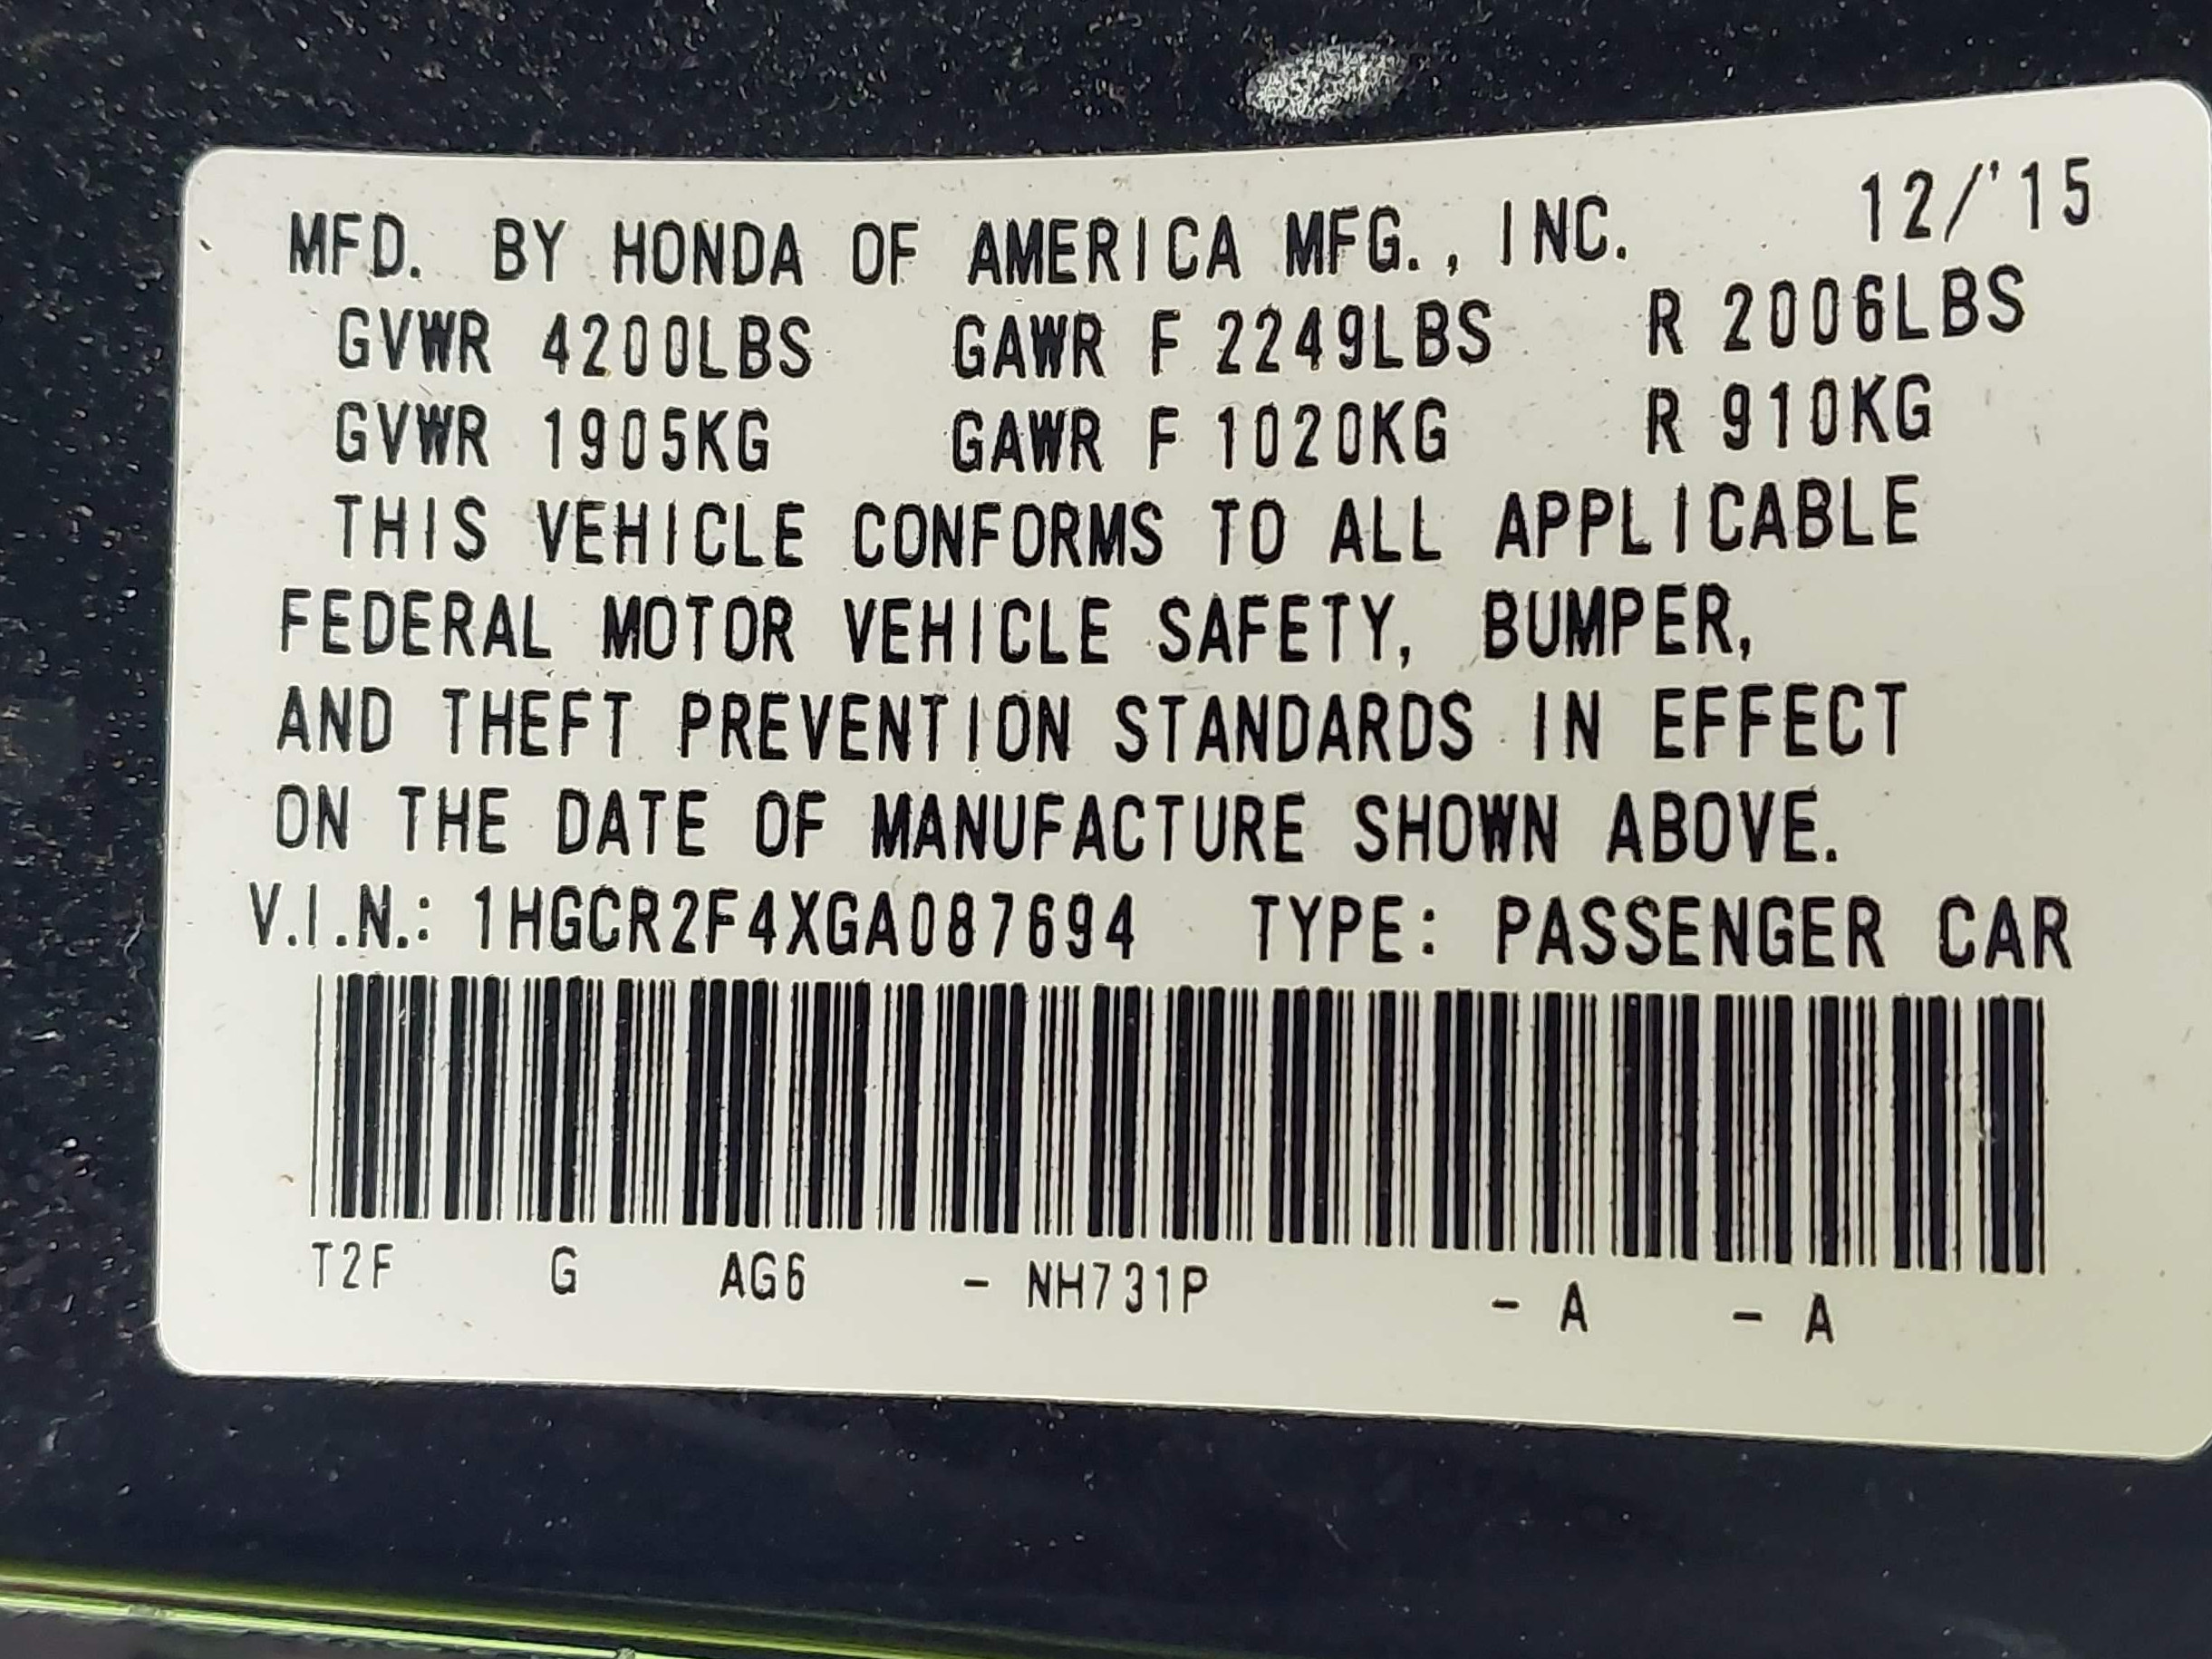 MFD. BY HONDA OF AMERICA MFG., INC. 12/'15
GVWR 4200LBS GAWR F 2249LBS R 2006LBS
GVWR 1905KG GAWR F 1020KG R 910KG
THIS VEHICLE CONFORMS TO ALL APPLICABLE
FEDERAL MOTOR VEHICLE SAFETY, BUMPER,
AND THEFT PREVENTION STANDARDS IN EFFECT
ON THE DATE OF MANUFACTURE SHOWN ABOVE.
V.I.N.: 1HGCR2F4XGA087694 TYPE: PASSENGER CAR
T2F G AG6 - NH731P - A - A